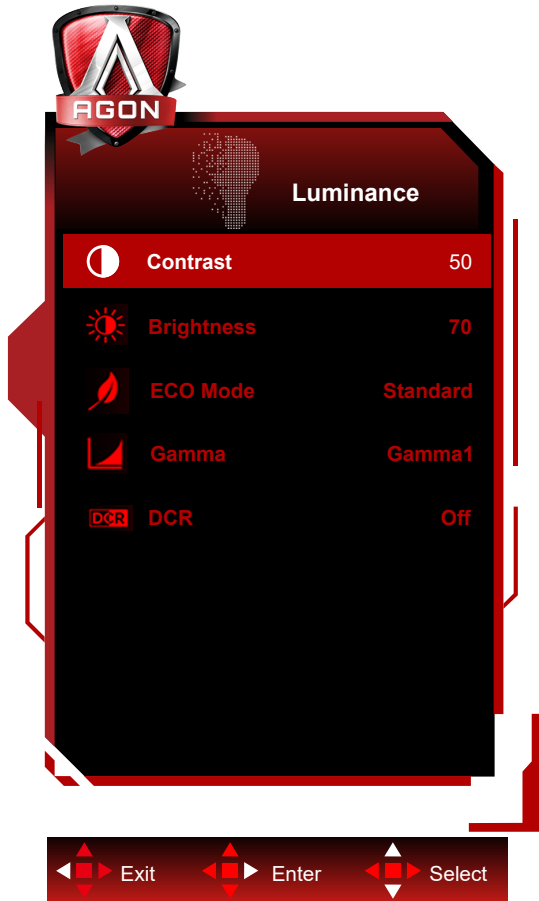 AGON
Luminance
Contrast 50
Brightness 70
ECO Mode Standard
Gamma Gamma1
DCR DCR Off
Exit Enter Select